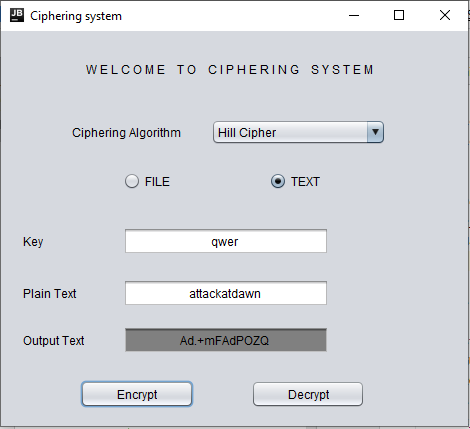 JB Ciphering system
WELCOME TO CIPHERING SYSTEM
Ciphering Algorithm Hill Cipher
FILE TEXT
Key qwer
Plain Text attackatdawn
Output Text Ad.+mFAdPOZQ
Encrypt Decrypt